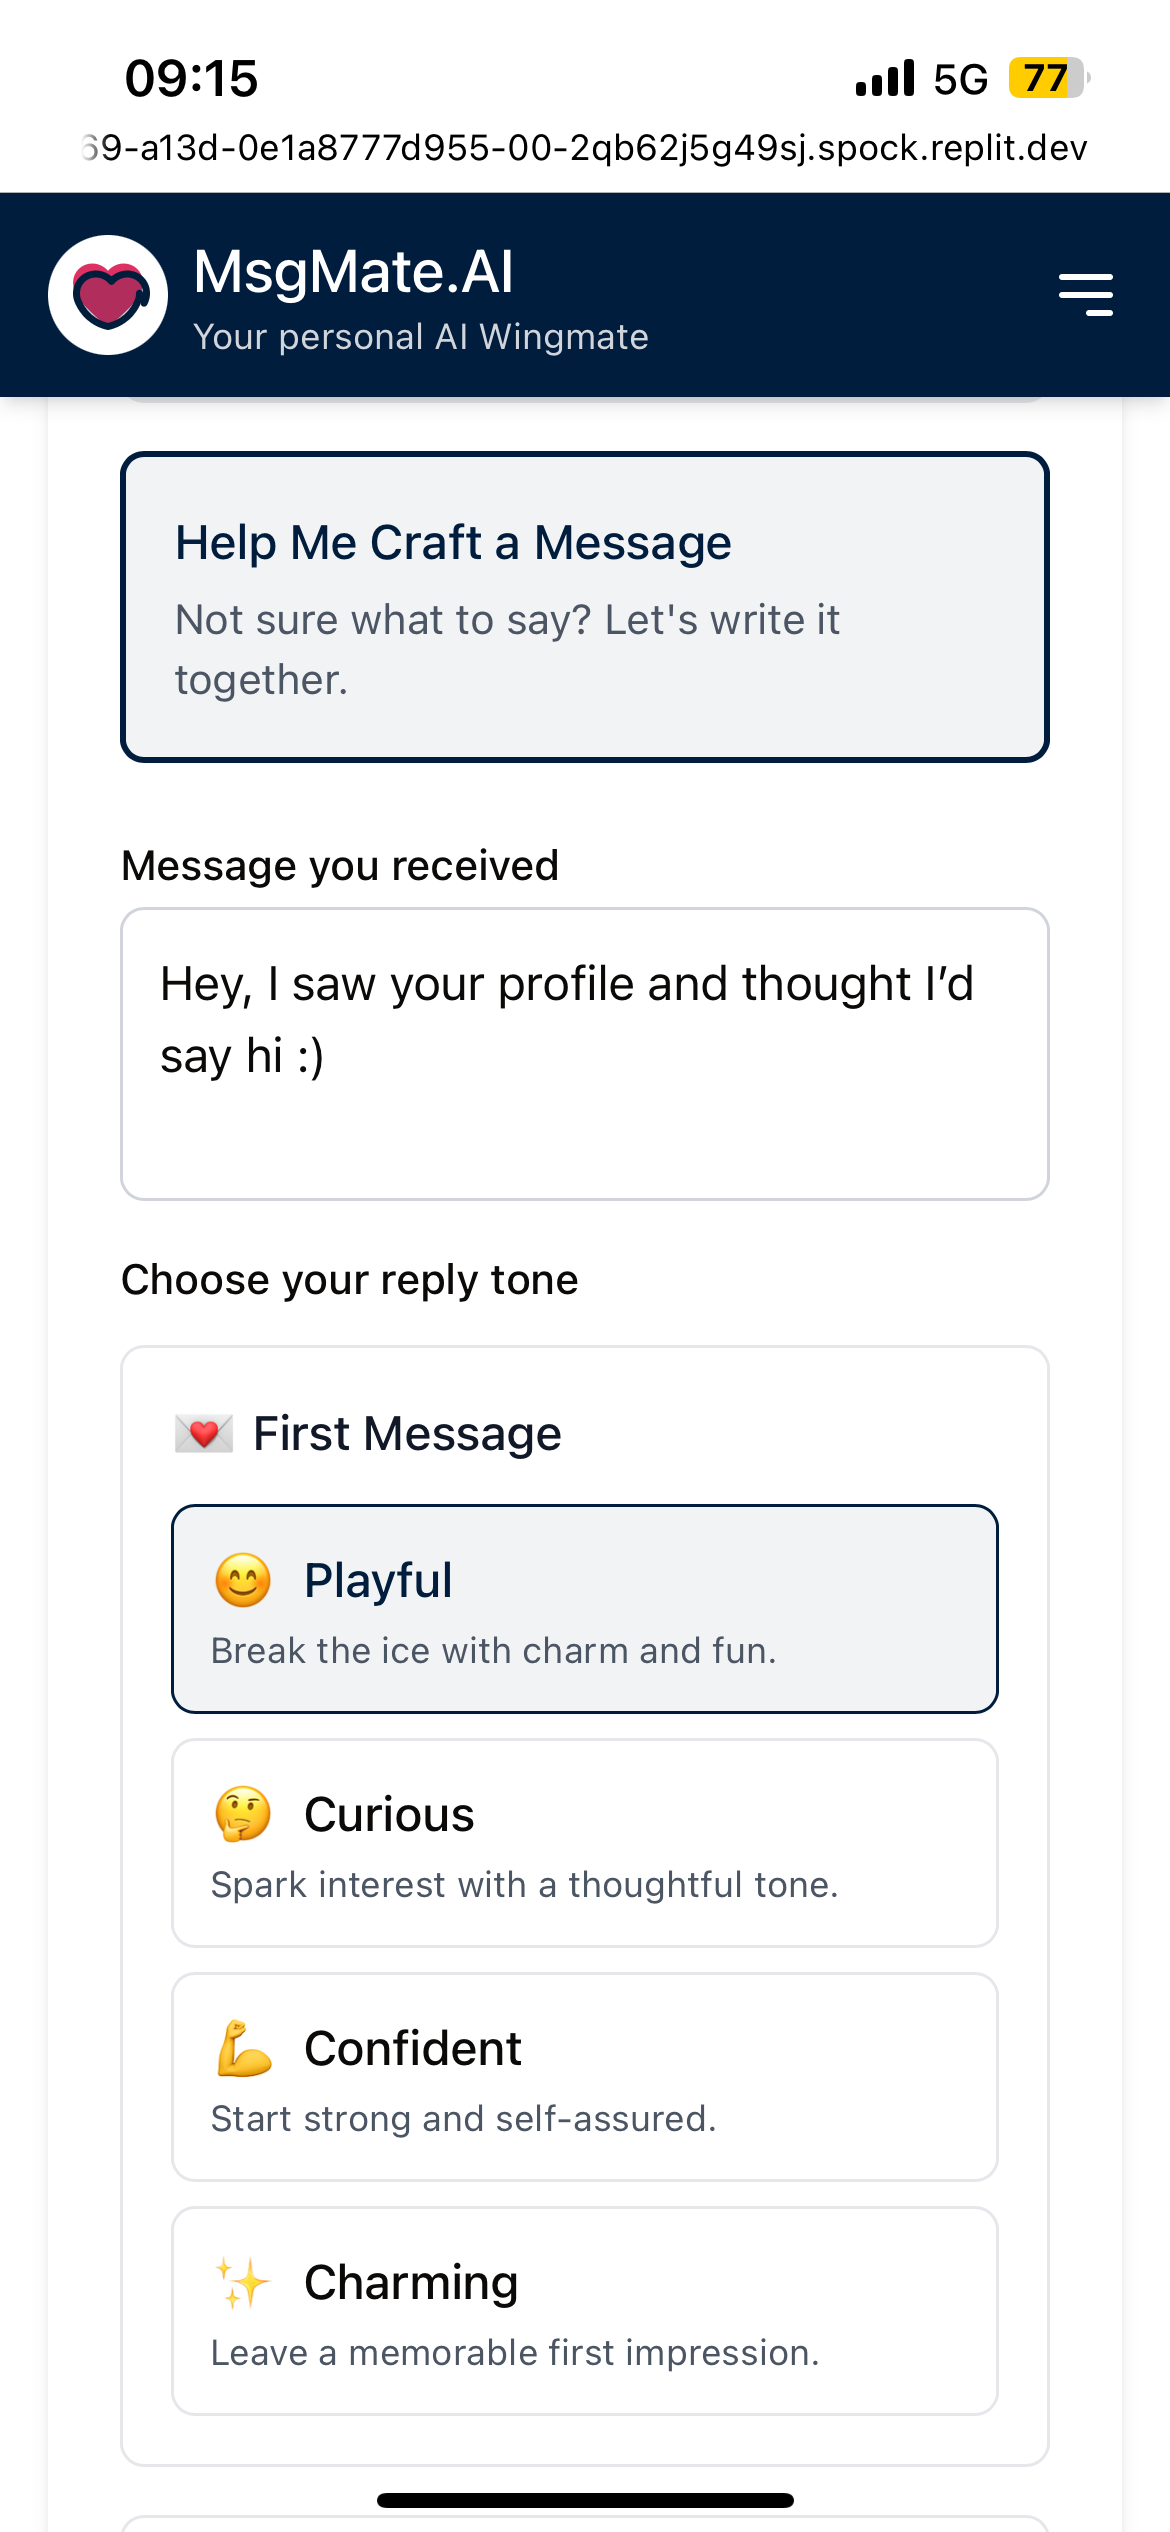 09:15
5G 77
69-a13d-0e1a8777d955-00-2qb62j5g49sj.spock.replit.dev
MsgMate.AI
Your personal AI Wingmate
Help Me Craft a Message
Not sure what to say? Let's write it
together.
Message you received
Hey, I saw your profile and thought I’d
say hi :)
Choose your reply tone
💌 First Message
😊 Playful
Break the ice with charm and fun.
🤔 Curious
Spark interest with a thoughtful tone.
💪 Confident
Start strong and self-assured.
✨ Charming
Leave a memorable first impression.